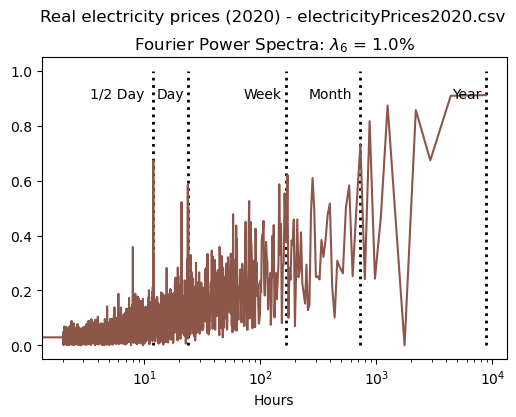 Real electricity prices (2020) - electricityPrices2020.csv
Fourier Power Spectra: λ₆ = 1.0%
1.0
1/2 Day Day Week Month Year
0.8
0.6
0.4
0.2
0.0
10¹ 10² 10³ 10⁴
Hours